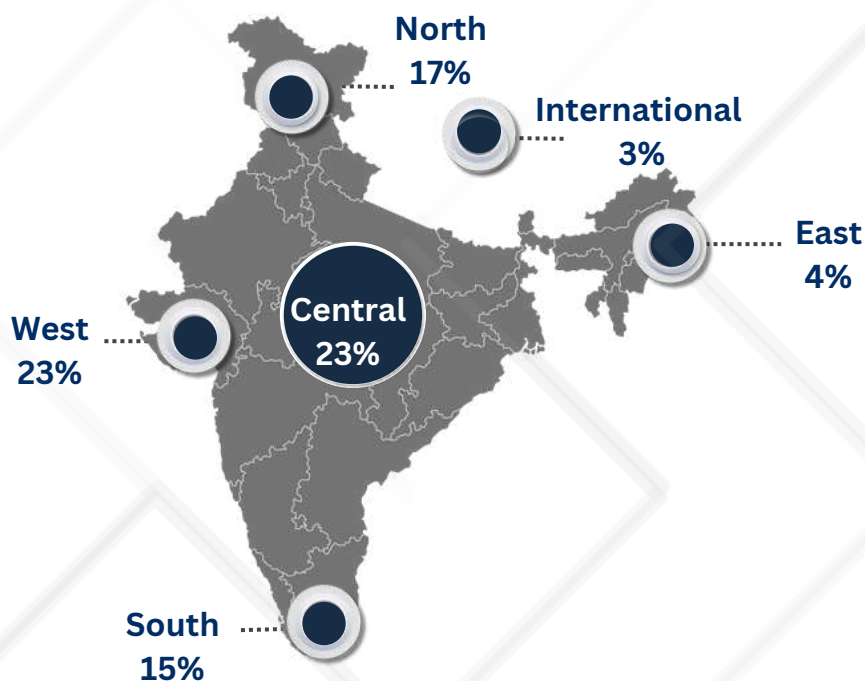 North
17%
International
3%
East
4%
Central
23%
West
23%
South
15%